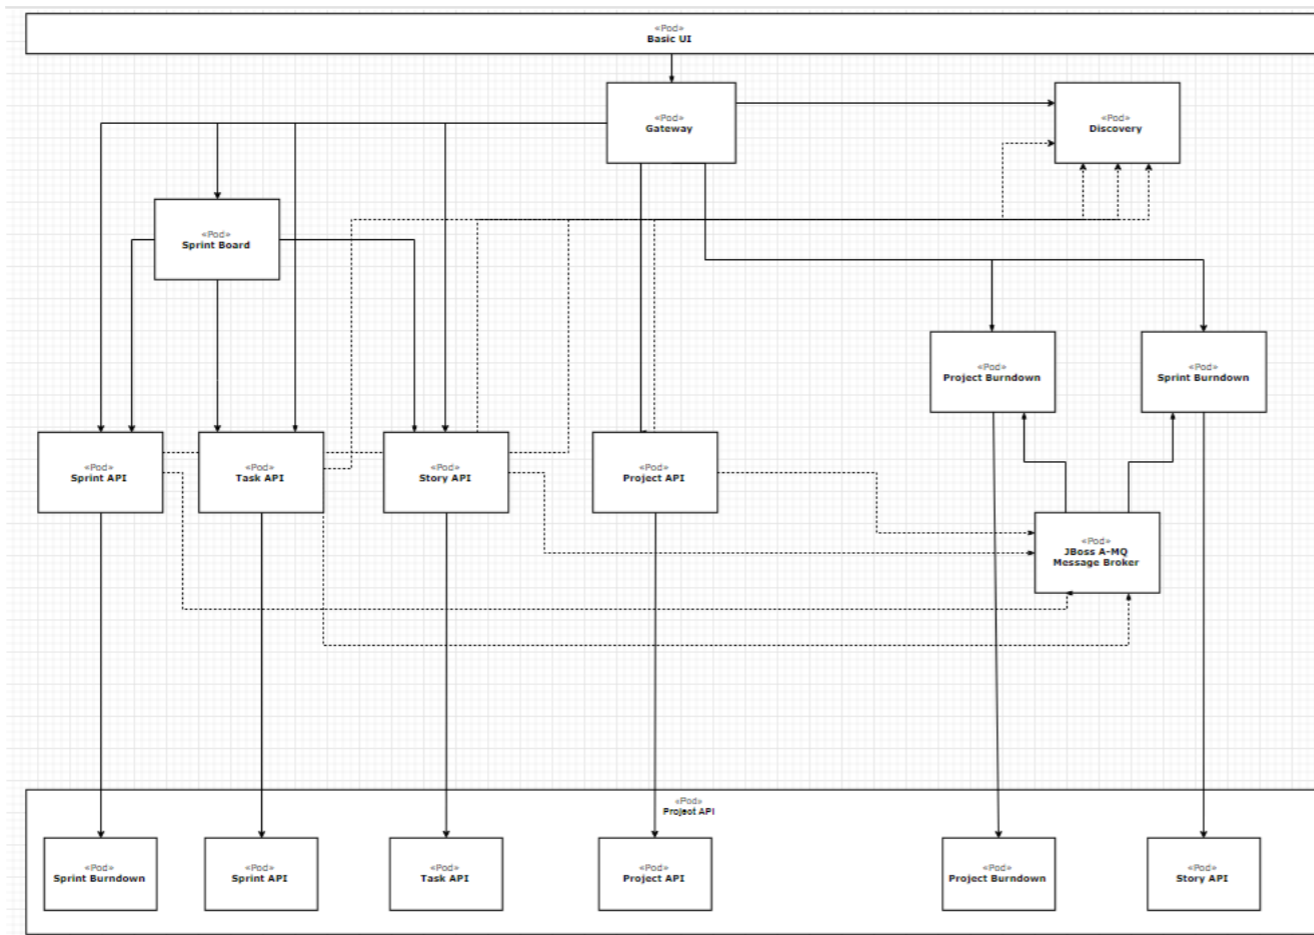 «Pod»
Basic UI
«Pod»
Gateway
«Pod»
Discovery
«Pod»
Sprint Board
«Pod»
Project Burndown
«Pod»
Sprint Burndown
«Pod»
Sprint API
«Pod»
Task API
«Pod»
Story API
«Pod»
Project API
«Pod»
JBoss A-MQ
Message Broker
«Pod»
Project API
«Pod»
Sprint Burndown
«Pod»
Sprint API
«Pod»
Task API
«Pod»
Project API
«Pod»
Project Burndown
«Pod»
Story API